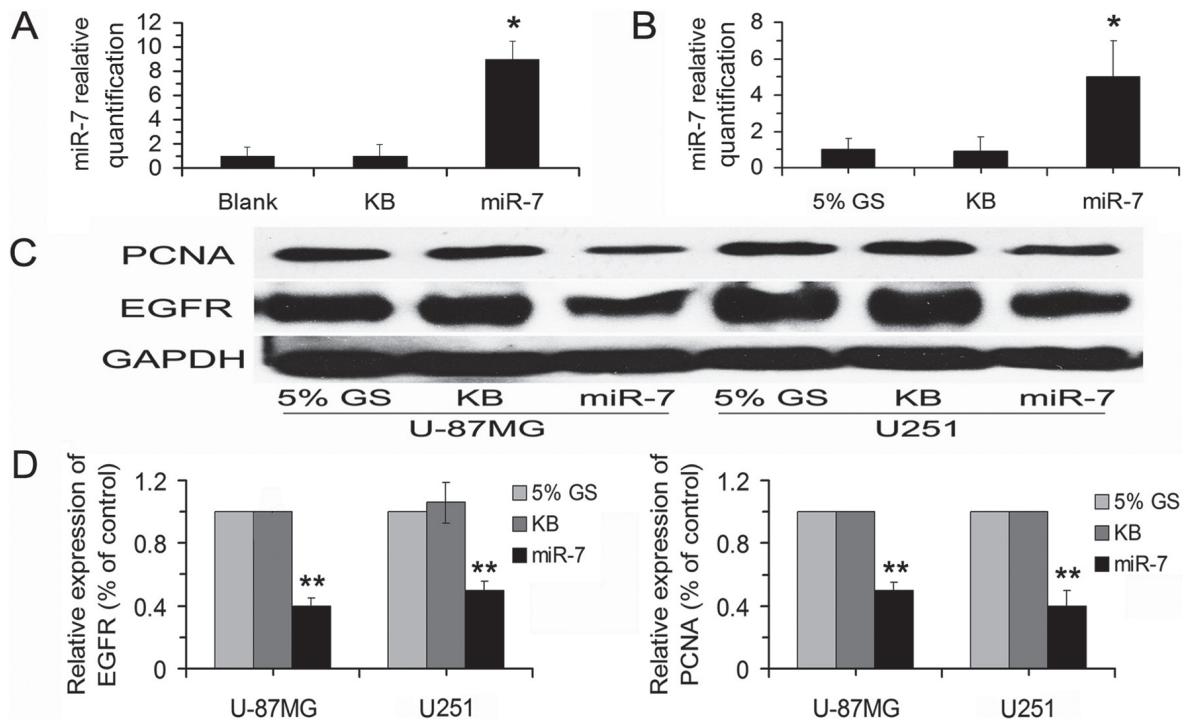 A
miR-7 realative
quantification
12
10
8
6
4
2
0
*
Blank KB miR-7
B
miR-7 realative
quantification
8
6
4
2
0
*
5% GS KB miR-7
C
PCNA
EGFR
GAPDH
5% GS KB miR-7 5% GS KB miR-7
U-87MG U251
D
Relative expression of
EGFR (% of control)
1.2
0.8
0.4
0
**
**
5% GS
KB
miR-7
U-87MG U251
Relative expression of
PCNA (% of control)
1.2
0.8
0.4
0
**
**
5% GS
KB
miR-7
U-87MG U251